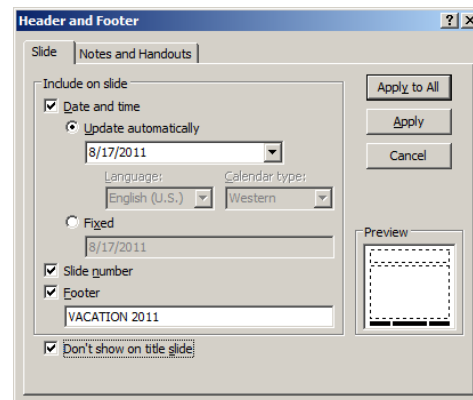 Header and Footer
Slide
Notes and Handouts
Include on slide
Date and time
Update automatically
8/17/2011
Language:
Calendar type:
English (U.S.)
Western
Fixed
8/17/2011
Slide number
Footer
VACATION 2011
Don't show on title slide
Apply to All
Apply
Cancel
Preview